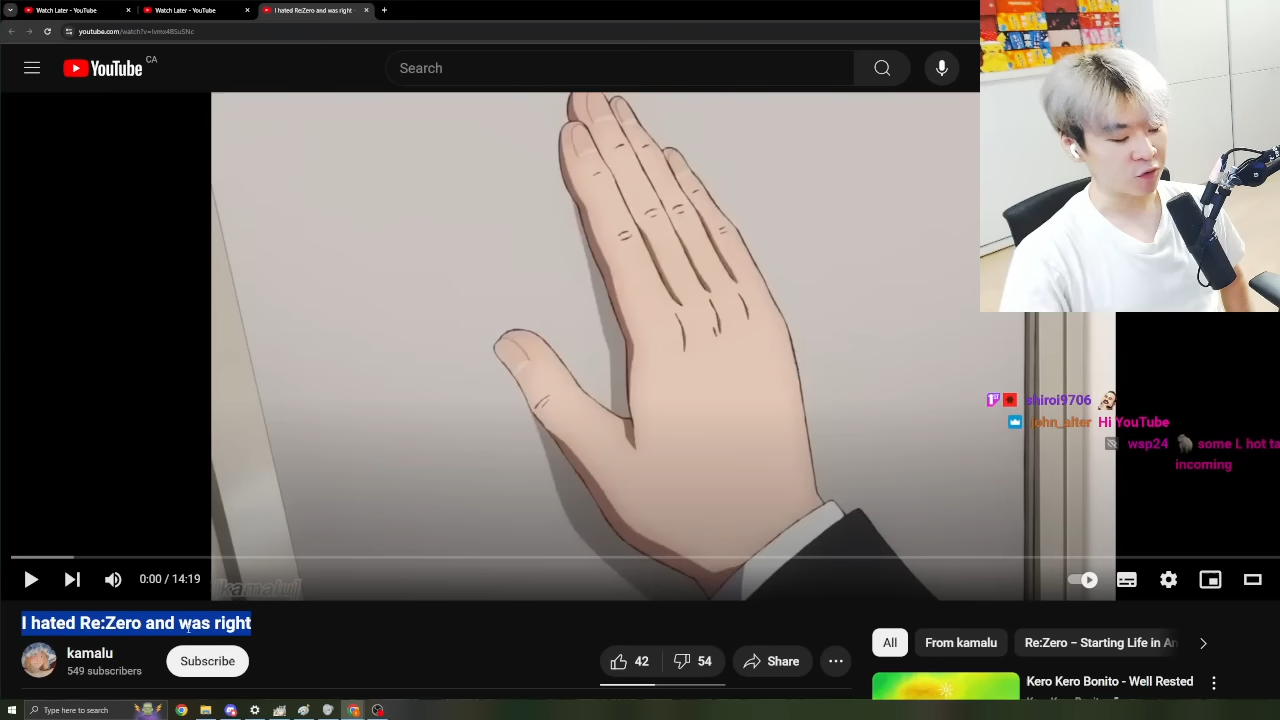 Watch Later - YouTube
Watch Later - YouTube
I hated Re:Zero and was right
youtube.com/watch?v=Ivmx4BSuSNc
YouTube CA
Search
shiroi9706
john_alter Hi YouTube
wsp24 some L hot ta
incoming
0:00 / 14:19
[kamalu]
I hated Re:Zero and was right
kamalu
549 subscribers
Subscribe
42
54
Share
All
From kamalu
Re:Zero − Starting Life in An
Kero Kero Bonito - Well Rested
Type here to search